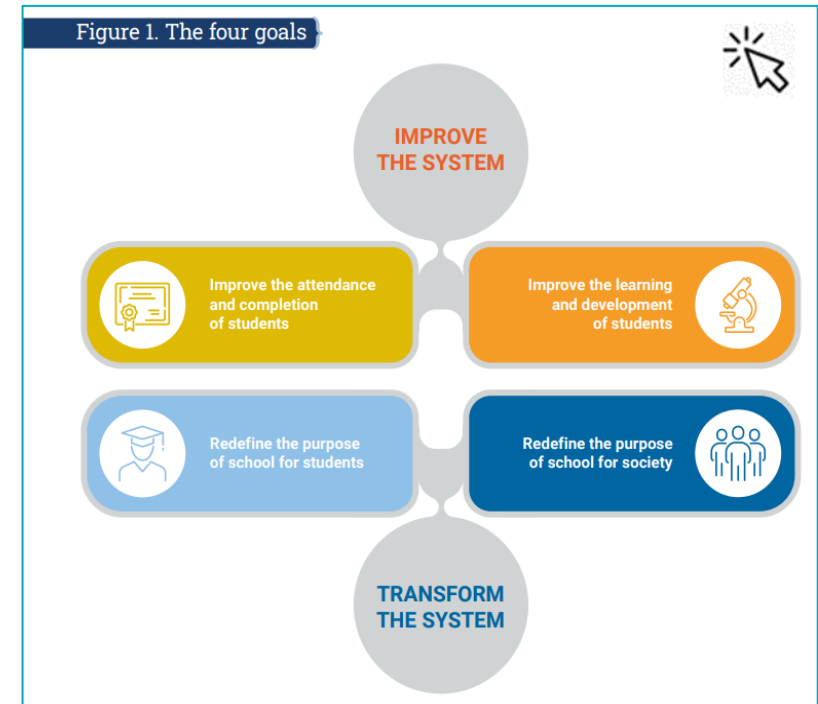 Figure 1. The four goals
IMPROVE
THE SYSTEM
Improve the attendance
and completion
of students
Improve the learning
and development
of students
Redefine the purpose
of school for students
Redefine the purpose
of school for society
TRANSFORM
THE SYSTEM